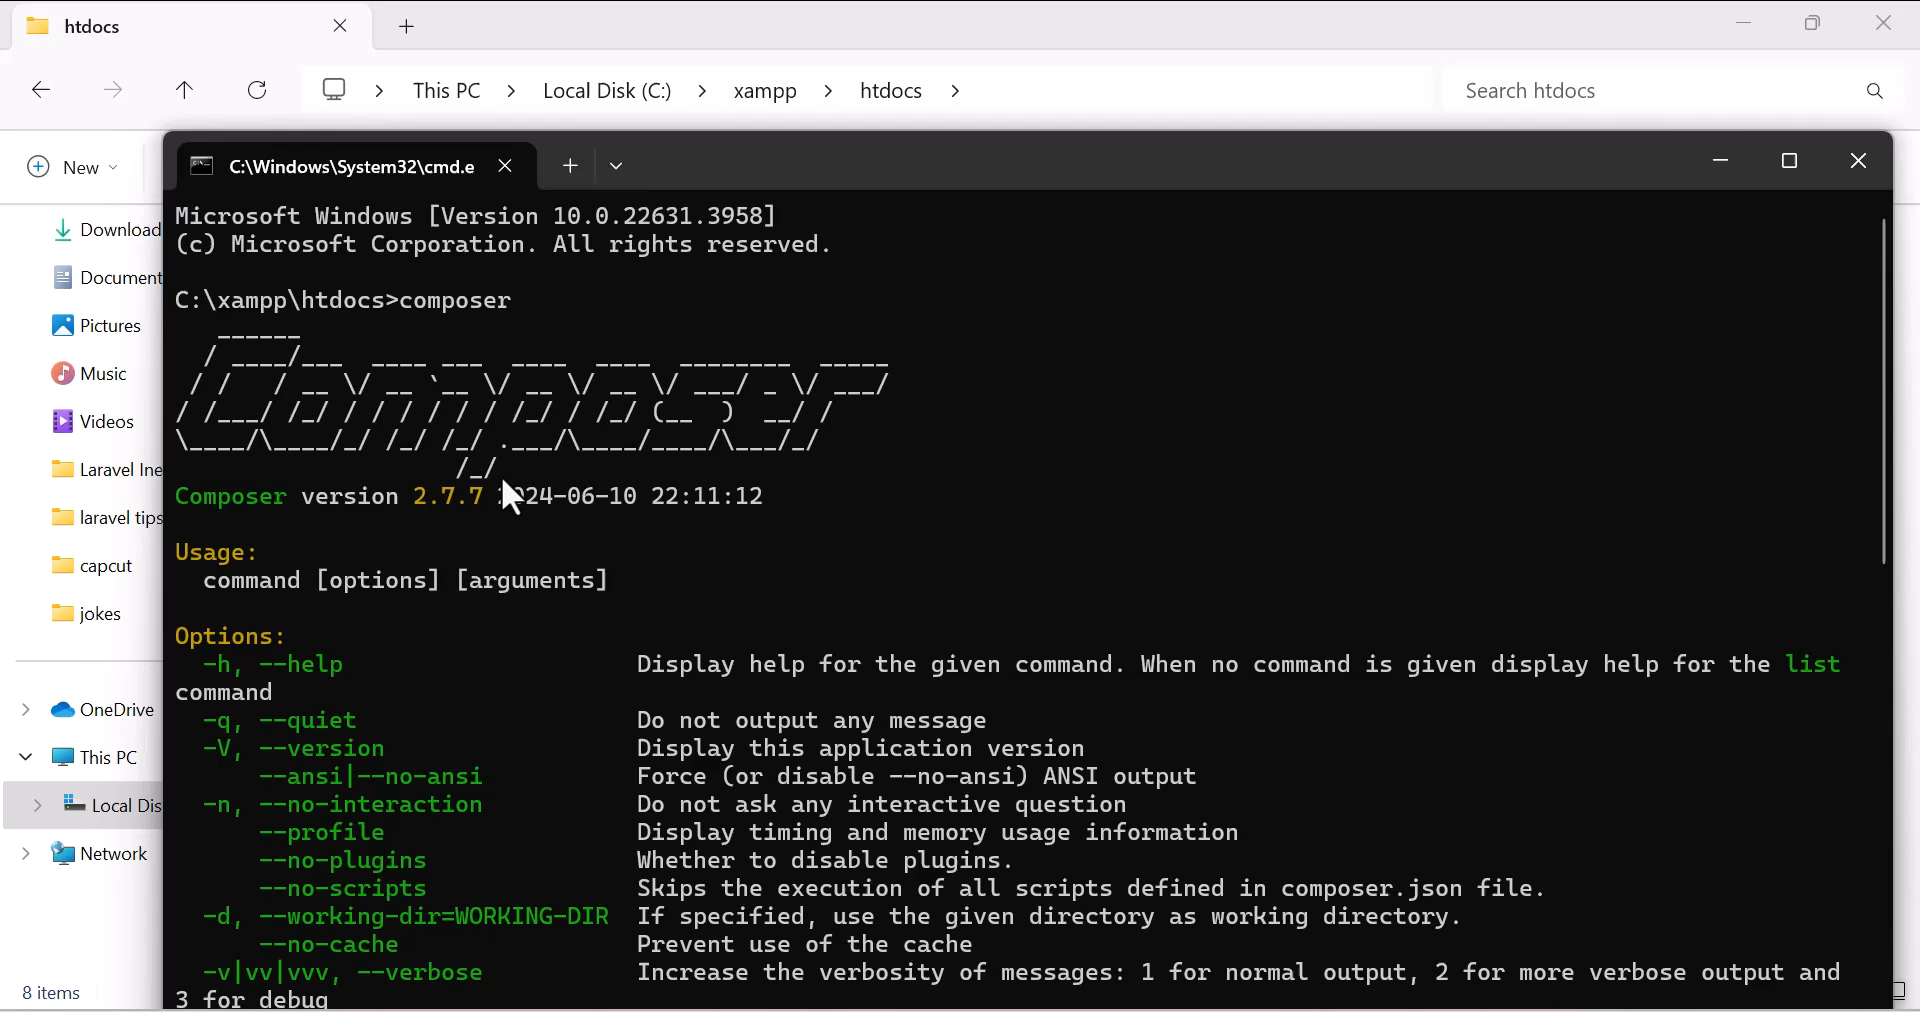 htdocs
This PC > Local Disk (C:) > xampp > htdocs >
Search htdocs
New
C:\Windows\System32\cmd.e
Download
Document
Pictures
Music
Videos
Laravel Ine
laravel tips
capcut
jokes
OneDrive
This PC
Local Dis
Network
8 items
Microsoft Windows [Version 10.0.22631.3958]
(c) Microsoft Corporation. All rights reserved.
C:\xampp\htdocs>composer
Composer
Composer version 2.7.7 24-06-10 22:11:12
Usage:
command [options] [arguments]
Options:
-h, --help Display help for the given command. When no command is given display help for the list
command
-q, --quiet Do not output any message
-V, --version Display this application version
--ansi|--no-ansi Force (or disable --no-ansi) ANSI output
-n, --no-interaction Do not ask any interactive question
--profile Display timing and memory usage information
--no-plugins Whether to disable plugins.
--no-scripts Skips the execution of all scripts defined in composer.json file.
-d, --working-dir=WORKING-DIR If specified, use the given directory as working directory.
--no-cache Prevent use of the cache
-v|vv|vvv, --verbose Increase the verbosity of messages: 1 for normal output, 2 for more verbose output and
3 for debug